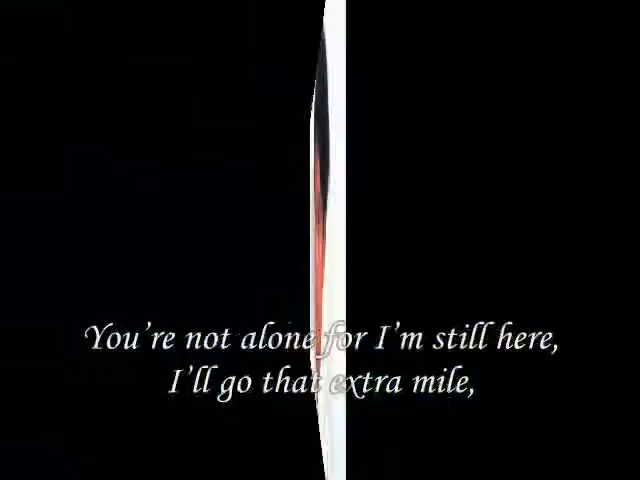 You’re not alone for I’m still here,
I’ll go that extra mile,